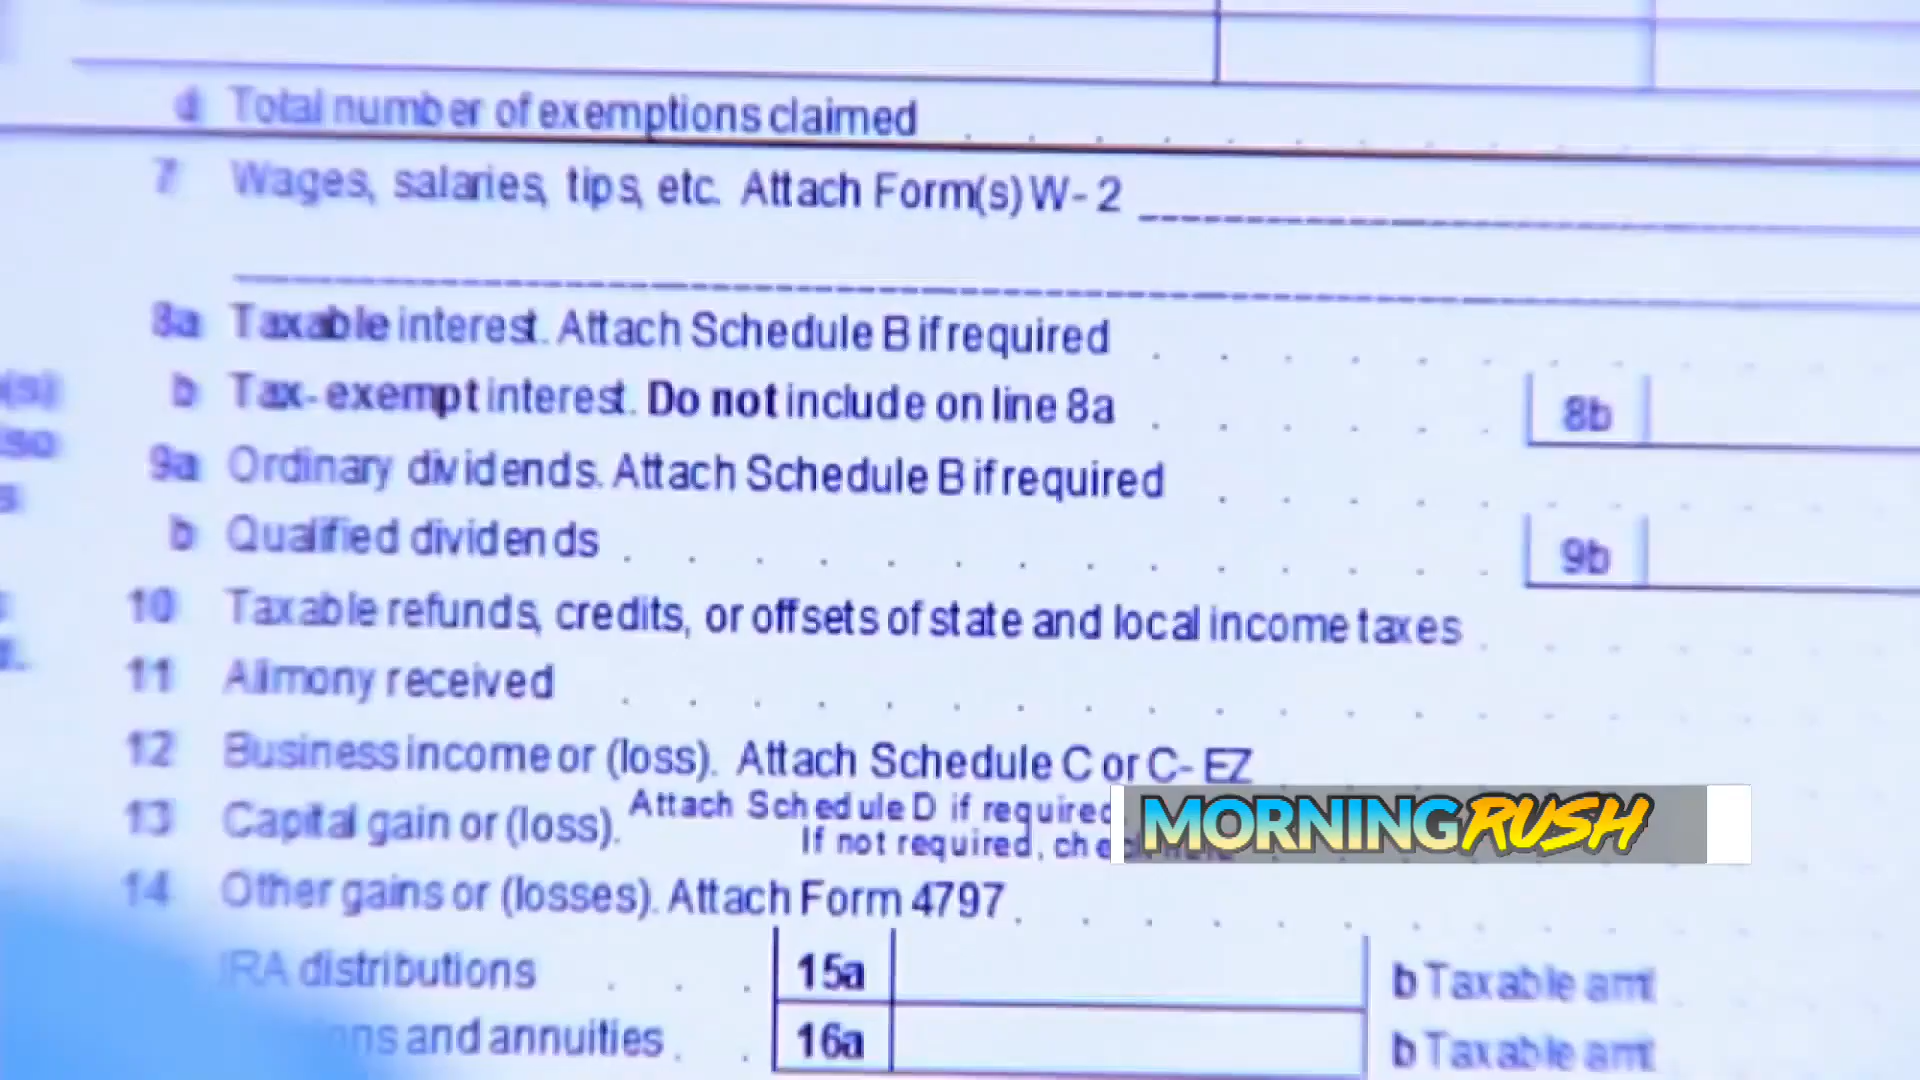 d Total number of exemptions claimed
7 Wages, salaries, tips, etc. Attach Form(s) W-2
8a Taxable interest. Attach Schedule B if required
b Tax-exempt interest. Do not include on line 8a 8b
9a Ordinary dividends. Attach Schedule B if required
b Qualified dividends 9b
10 Taxable refunds, credits, or offsets of state and local income taxes
11 Alimony received
12 Business income or (loss). Attach Schedule C or C-EZ
13 Capital gain or (loss). Attach Schedule D if required
If not required,
MORNING RUSH
14 Other gains or (losses). Attach Form 4797
IRA distributions 15a b Taxable amt
and annuities 16a b Taxable amt